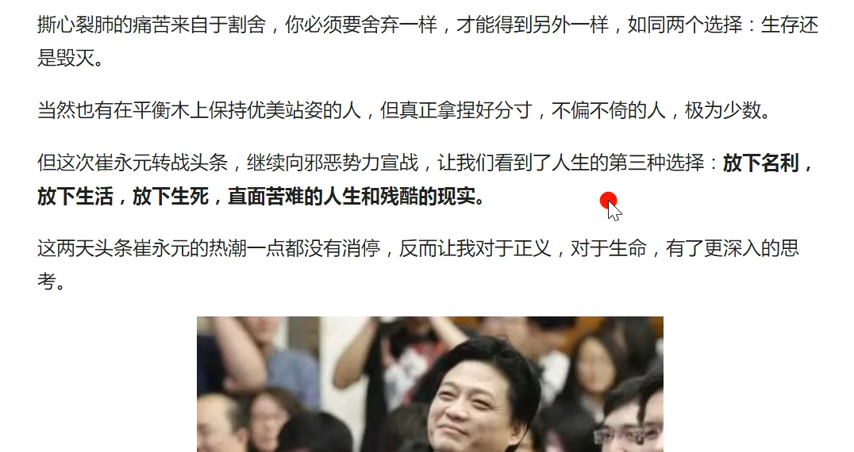 撕心裂肺的痛苦来自于割舍，你必须要舍弃一样，才能得到另外一样，如同两个选择：生存还
是毁灭。
当然也有在平衡木上保持优美站姿的人，但真正拿捏好分寸，不偏不倚的人，极为少数。
但这次崔永元转战头条，继续向邪恶势力宣战，让我们看到了人生的第三种选择：放下名利，
放下生活，放下生死，直面苦难的人生和残酷的现实。
这两天头条崔永元的热潮一点都没有消停，反而让我对于正义，对于生命，有了更深入的思
考。